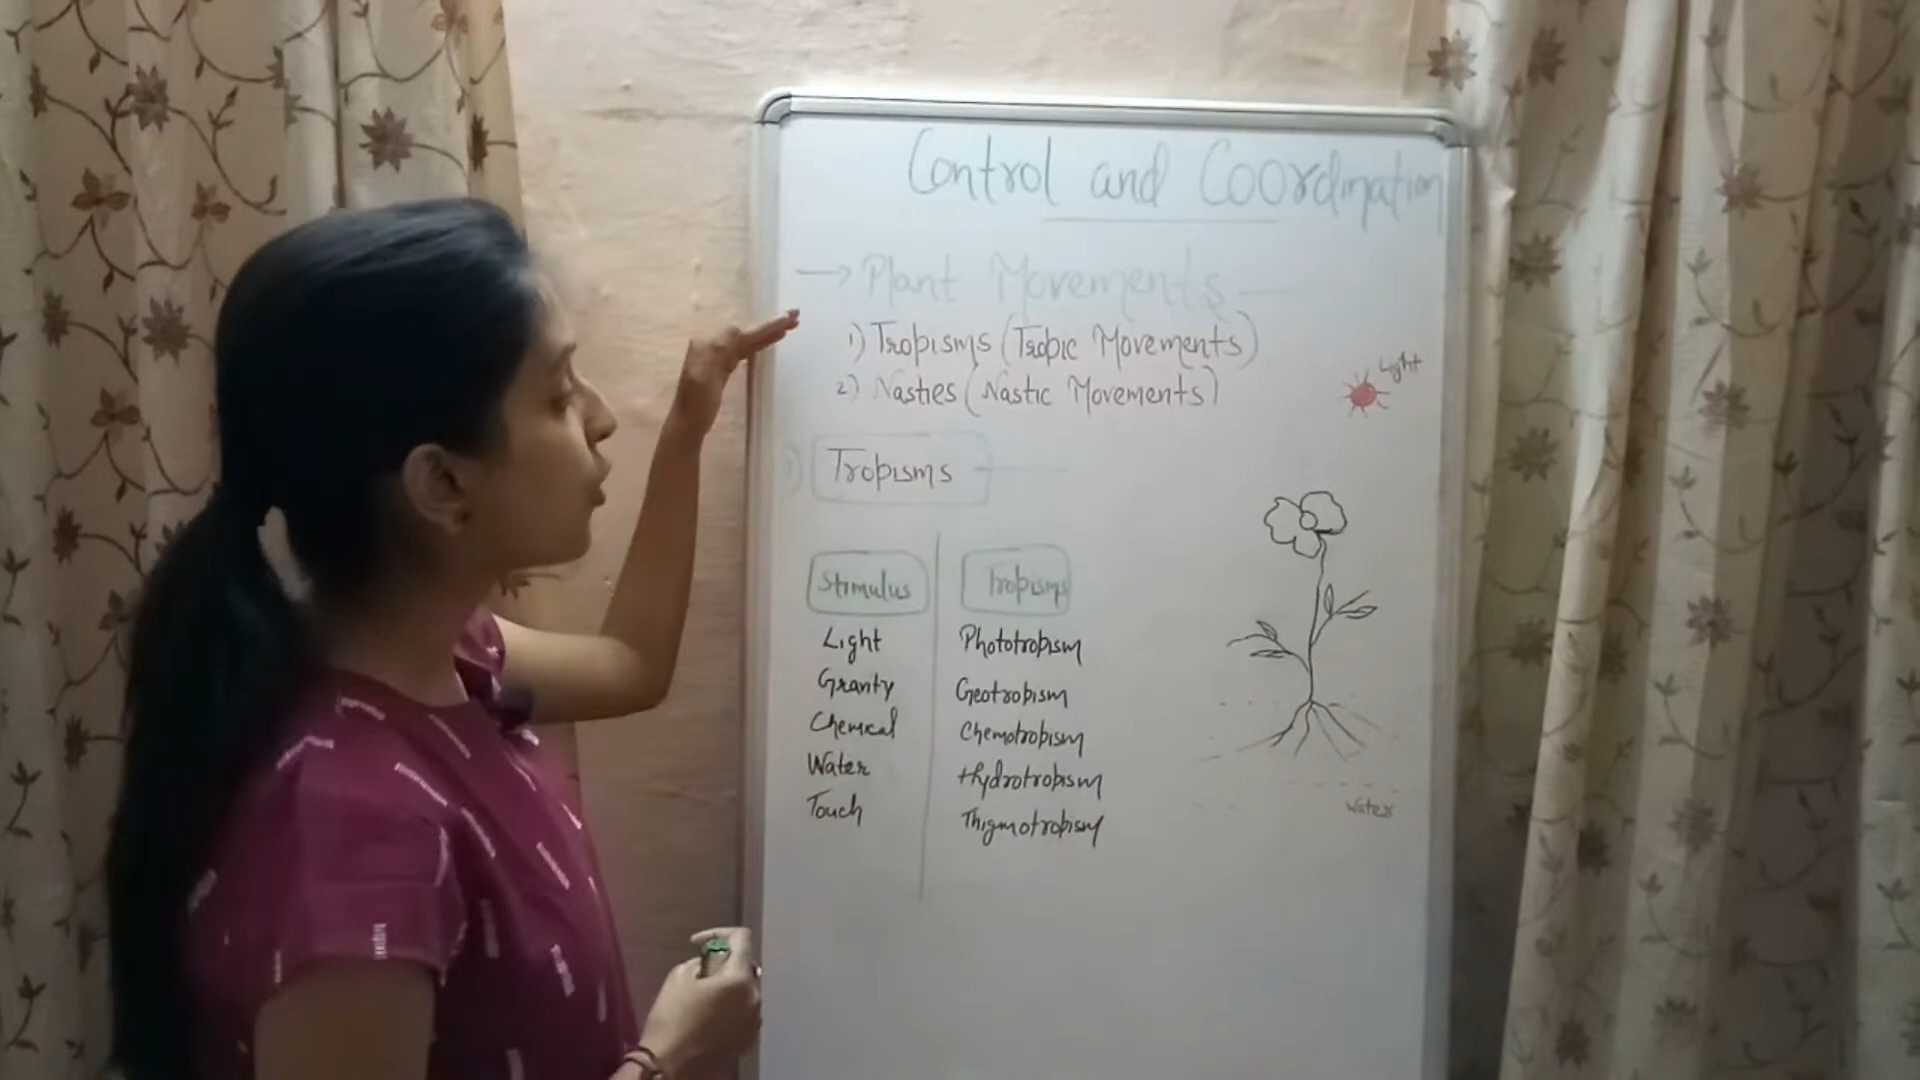 Control and Coordination
→ Plant Movements
1) Tropisms (Tropic Movements)
2) Nasties (Nastic Movements)
Light
1) Tropisms
Stimulus Tropisms
Light Phototropism
Gravity Geotropism
Chemical Chemotropism
Water Hydrotropism
Touch Thigmotropism
Water